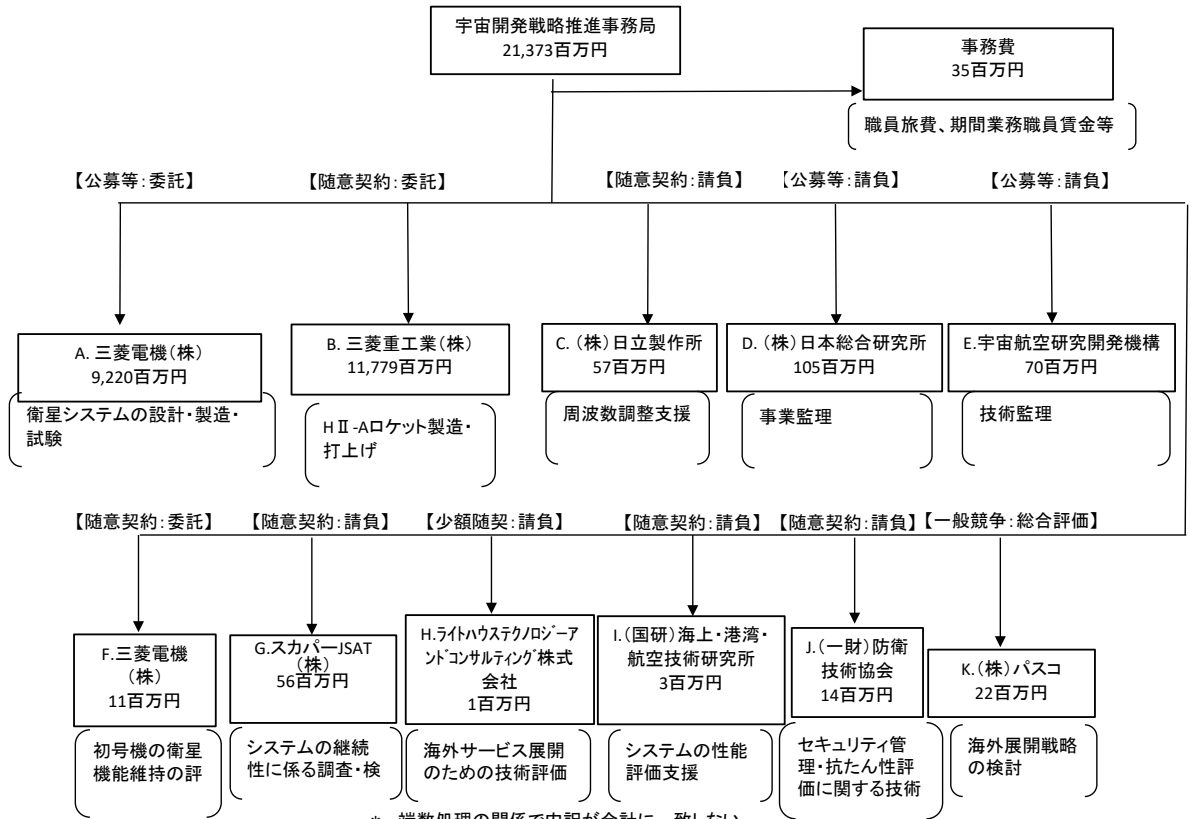 宇宙開発戦略推進事務局
21,373百万円
事務費
35百万円
職員旅費、期間業務職員賃金等
【公募等：委託】
【随意契約：委託】
【随意契約：請負】
【公募等：請負】
【公募等：請負】
A. 三菱電機（株）
9,220百万円
衛星システムの設計・製造・
試験
B. 三菱重工業（株）
11,779百万円
HⅡ-Aロケット製造・
打上げ
C. （株）日立製作所
57百万円
周波数調整支援
D. （株）日本総合研究所
105百万円
事業監理
E.宇宙航空研究開発機構
70百万円
技術監理
【随意契約：委託】
【随意契約：請負】
【少額随契：請負】
【随意契約：請負】
【随意契約：請負】
【一般競争：総合評価】
F.三菱電機
（株）
11百万円
初号機の衛星
機能維持の評
G.スカパーJSAT
（株）
56百万円
システムの継続
性に係る調査・検
H.ﾗｲﾄﾊｳｽﾃｸﾉﾛｼﾞｰｱ
ﾝﾄﾞｺﾝｻﾙﾃｨﾝｸﾞ株式
会社
1百万円
海外サービス展開
のための技術評価
I.（国研）海上・港湾・
航空技術研究所
3百万円
システムの性能
評価支援
J.（一財）防衛
技術協会
14百万円
セキュリティ管
理・抗たん性評
価に関する技術
K.（株）パスコ
22百万円
海外展開戦略
の検討
＊ 端数処理の関係で内訳が合計に一致しない